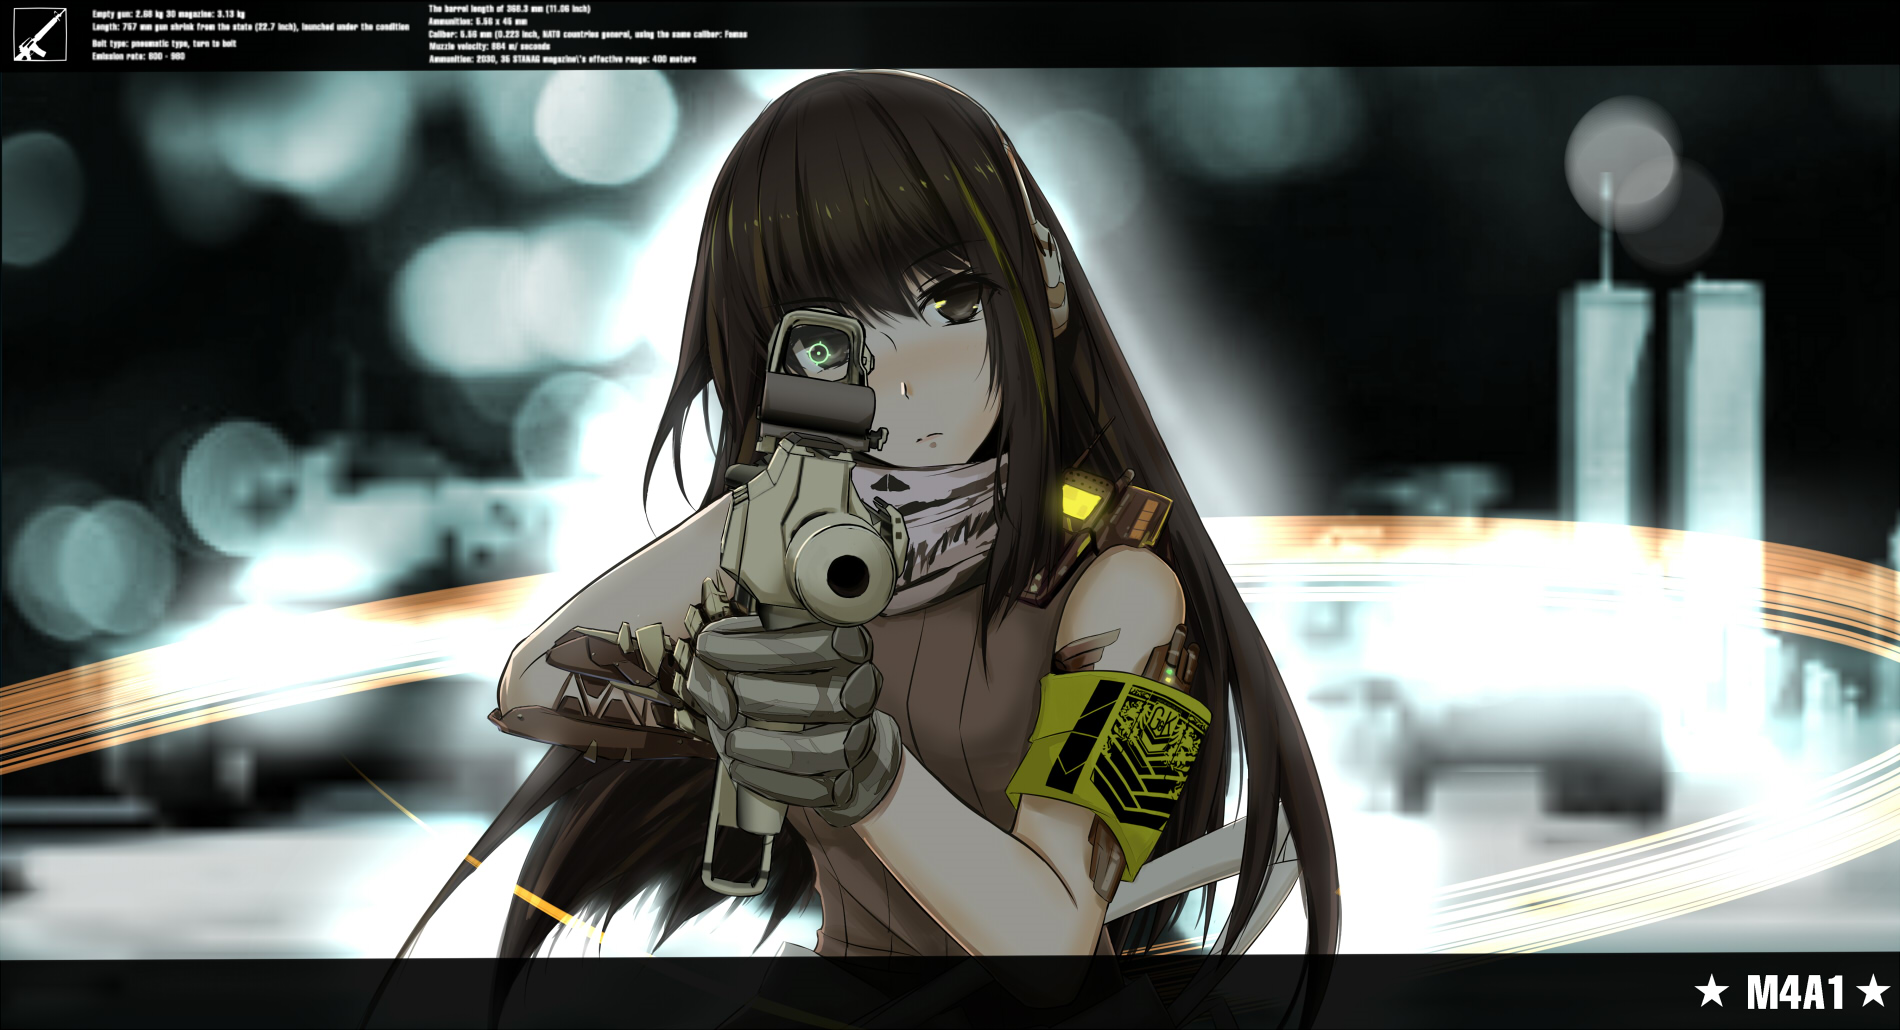 Empty gun: 2.68 kg 30 magazine: 3.13 kg
Length: 757 mm gun shrink from the state (22.7 inch), launched under the condition
Bolt type: pneumatic type, turn to bolt
Emission rate: 800 - 900
The barrel length of 368.3 mm (11.06 inch)
Ammunition: 5.56 x 45 mm
Caliber: 5.56 mm (0.223 inch, NATO countries general, using the same caliber: Famas
Muzzle velocity: 884 m/ seconds
Ammunition: 2030, 35 STANAG magazine\'s effective range: 400 meters
G&K
★ M4A1 ★